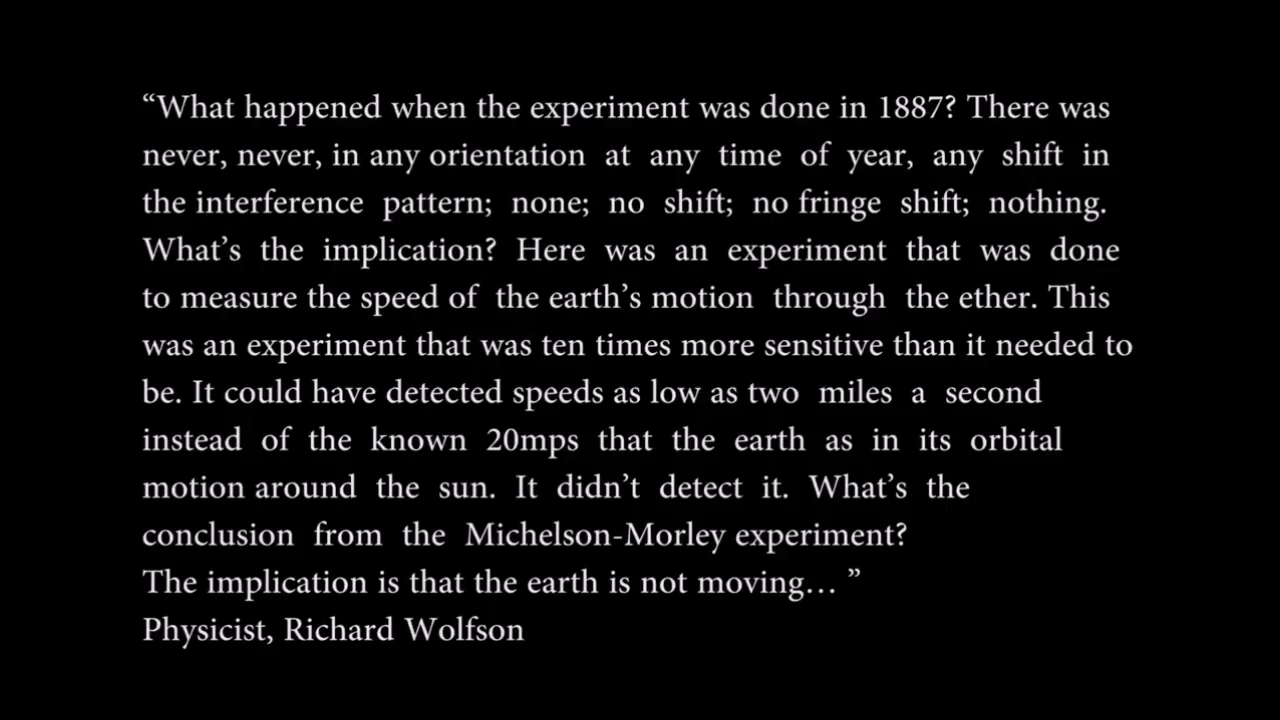 “What happened when the experiment was done in 1887? There was
never, never, in any orientation at any time of year, any shift in
the interference pattern; none; no shift; no fringe shift; nothing.
What’s the implication? Here was an experiment that was done
to measure the speed of the earth’s motion through the ether. This
was an experiment that was ten times more sensitive than it needed to
be. It could have detected speeds as low as two miles a second
instead of the known 20mps that the earth as in its orbital
motion around the sun. It didn’t detect it. What’s the
conclusion from the Michelson-Morley experiment?
The implication is that the earth is not moving… ”
Physicist, Richard Wolfson